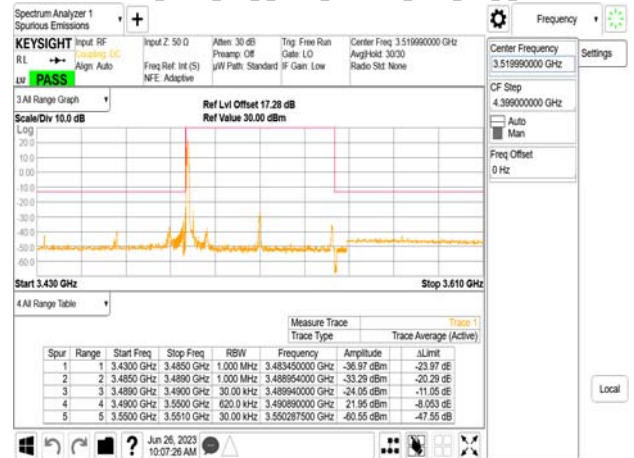 Spectrum Analyzer 1
Spurious Emissions
Frequency
KEYSIGHT Input: RF Input Z: 50 Ω Atten: 30 dB Trig: Free Run Center Freq: 3.519990000 GHz
RL Coupling: DC Preamp: Off Gate: LO Avg|Hold: 30/30
Align: Auto Freq Ref: Int (S) µW Path: Standard IF Gain: Low Radio Std: None
NFE: Adaptive
LU PASS
Center Frequency
3.519990000 GHz
Settings
CF Step
4.399000000 GHz
Auto
Man
Freq Offset
0 Hz
Local
3 All Range Graph
Ref Lvl Offset 17.28 dB
Scale/Div 10.0 dB Ref Value 30.00 dBm
Log
20.0
10.0
0.00
-10.0
-20.0
-30.0
-40.0
-50.0
-60.0
Start 3.430 GHz Stop 3.610 GHz
4 All Range Table
Measure Trace Trace 1
Trace Type Trace Average (Active)
Spur Range Start Freq Stop Freq RBW Frequency Amplitude ΔLimit
1 1 3.4300 GHz 3.4850 GHz 1.000 MHz 3.483450000 GHz -36.97 dBm -23.97 dB
2 2 3.4850 GHz 3.4890 GHz 1.000 MHz 3.488954000 GHz -33.29 dBm -20.29 dB
3 3 3.4890 GHz 3.4900 GHz 30.00 kHz 3.489940000 GHz -24.05 dBm -11.05 dB
4 4 3.4900 GHz 3.5500 GHz 620.0 kHz 3.490890000 GHz 21.95 dBm -8.053 dB
5 5 3.5500 GHz 3.5510 GHz 30.00 kHz 3.550287500 GHz -60.55 dBm -47.55 dB
Jun 26, 2023
10:07:26 AM